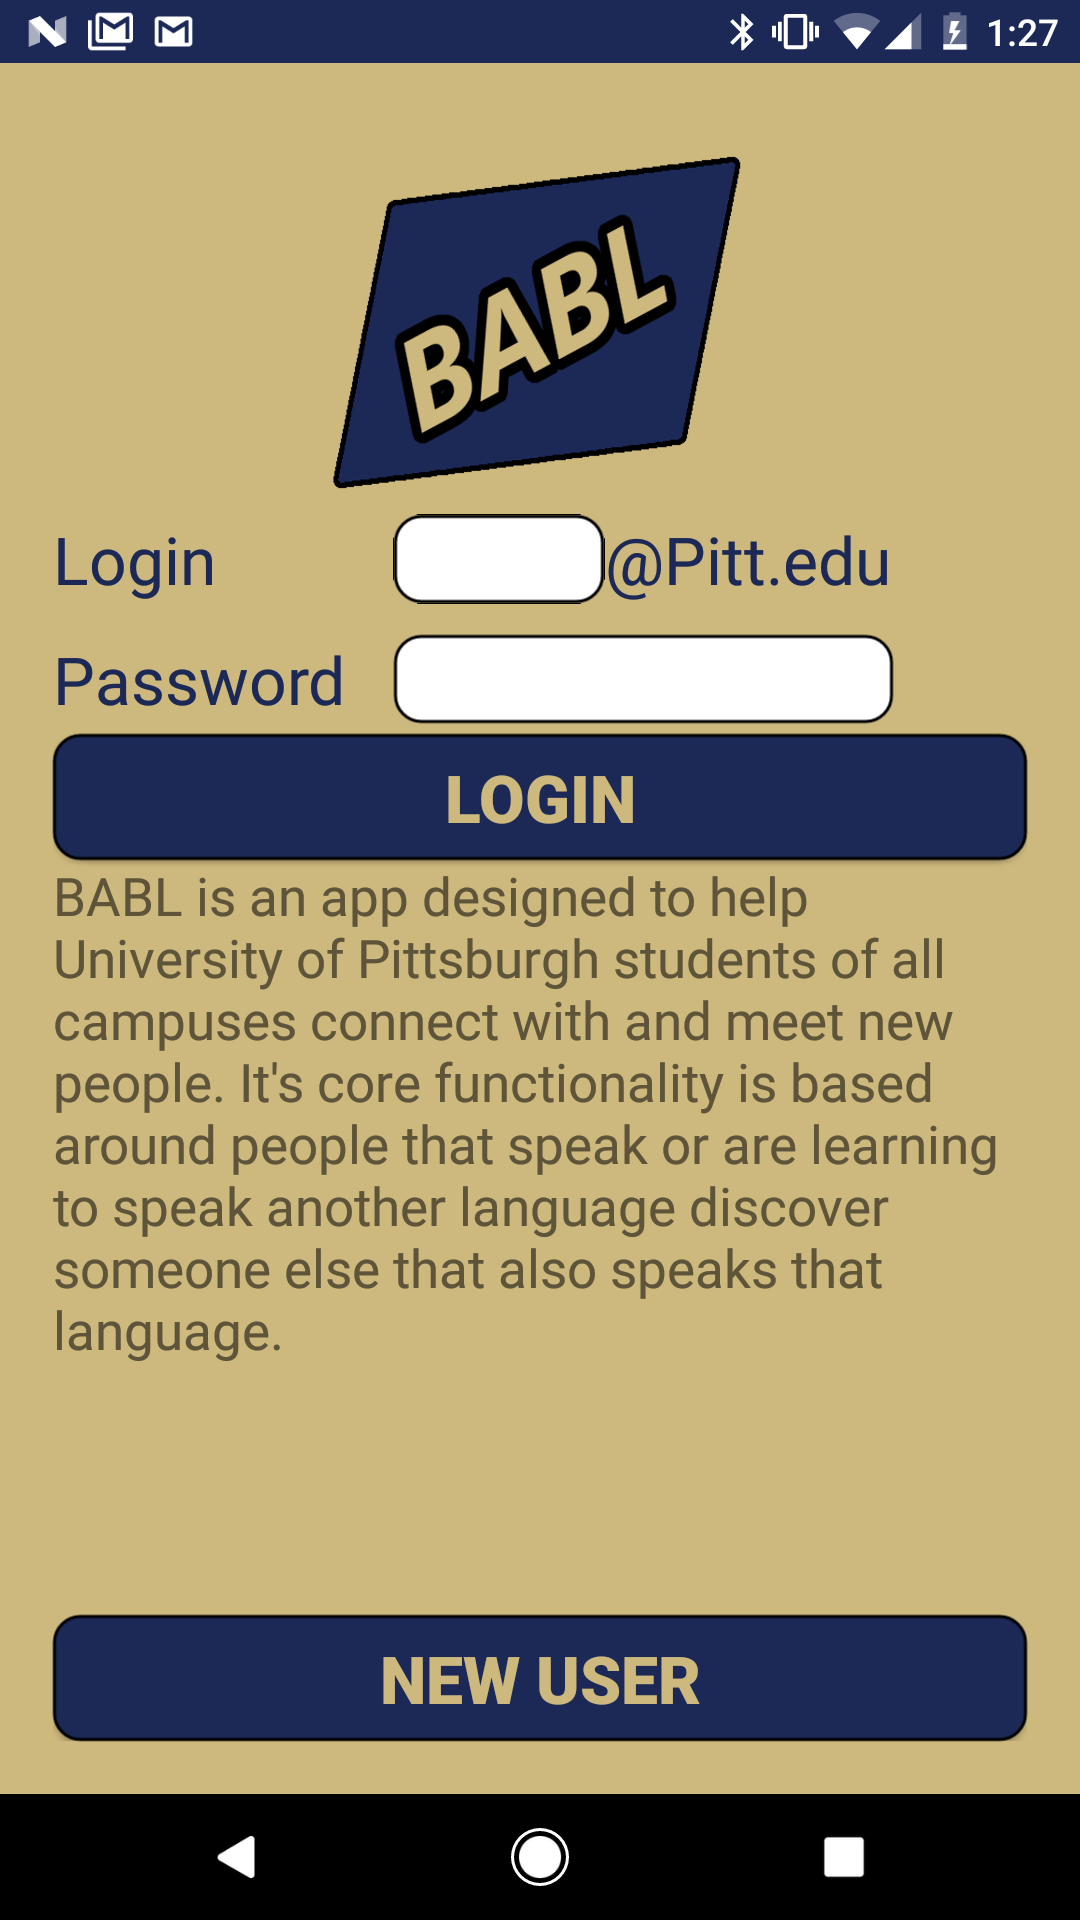 1:27
BABL
Login @Pitt.edu
Password
LOGIN
BABL is an app designed to help
University of Pittsburgh students of all
campuses connect with and meet new
people. It's core functionality is based
around people that speak or are learning
to speak another language discover
someone else that also speaks that
language.
NEW USER